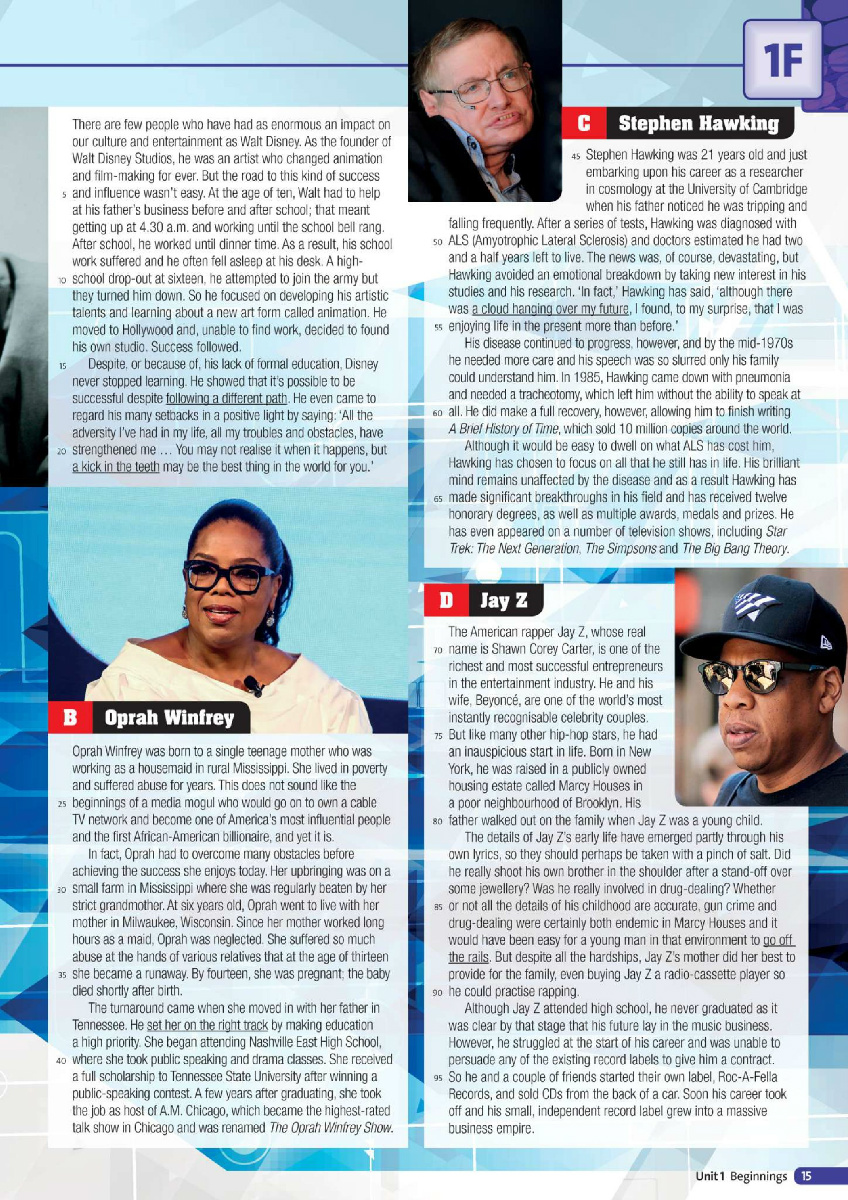 1F
There are few people who have had as enormous an impact on
our culture and entertainment as Walt Disney. As the founder of
Walt Disney Studios, he was an artist who changed animation
and film-making for ever. But the road to this kind of success
5 and influence wasn't easy. At the age of ten, Walt had to help
at his father's business before and after school; that meant
getting up at 4.30 a.m. and working until the school bell rang.
After school, he worked until dinner time. As a result, his school
work suffered and he often fell asleep at his desk. A high-
10 school drop-out at sixteen, he attempted to join the army but
they turned him down. So he focused on developing his artistic
talents and learning about a new art form called animation. He
moved to Hollywood and, unable to find work, decided to found
his own studio. Success followed.
15 Despite, or because of, his lack of formal education, Disney
never stopped learning. He showed that it's possible to be
successful despite following a different path. He even came to
regard his many setbacks in a positive light by saying: 'All the
adversity I've had in my life, all my troubles and obstacles, have
20 strengthened me … You may not realise it when it happens, but
a kick in the teeth may be the best thing in the world for you.'
B Oprah Winfrey
Oprah Winfrey was born to a single teenage mother who was
working as a housemaid in rural Mississippi. She lived in poverty
and suffered abuse for years. This does not sound like the
25 beginnings of a media mogul who would go on to own a cable
TV network and become one of America's most influential people
and the first African-American billionaire, and yet it is.
In fact, Oprah had to overcome many obstacles before
achieving the success she enjoys today. Her upbringing was on a
30 small farm in Mississippi where she was regularly beaten by her
strict grandmother. At six years old, Oprah went to live with her
mother in Milwaukee, Wisconsin. Since her mother worked long
hours as a maid, Oprah was neglected. She suffered so much
abuse at the hands of various relatives that at the age of thirteen
35 she became a runaway. By fourteen, she was pregnant; the baby
died shortly after birth.
The turnaround came when she moved in with her father in
Tennessee. He set her on the right track by making education
a high priority. She began attending Nashville East High School,
40 where she took public speaking and drama classes. She received
a full scholarship to Tennessee State University after winning a
public-speaking contest. A few years after graduating, she took
the job as host of A.M. Chicago, which became the highest-rated
talk show in Chicago and was renamed The Oprah Winfrey Show.
C Stephen Hawking
45 Stephen Hawking was 21 years old and just
embarking upon his career as a researcher
in cosmology at the University of Cambridge
when his father noticed he was tripping and
falling frequently. After a series of tests, Hawking was diagnosed with
50 ALS (Amyotrophic Lateral Sclerosis) and doctors estimated he had two
and a half years left to live. The news was, of course, devastating, but
Hawking avoided an emotional breakdown by taking new interest in his
studies and his research. 'In fact,' Hawking has said, 'although there
was a cloud hanging over my future, I found, to my surprise, that I was
55 enjoying life in the present more than before.'
His disease continued to progress, however, and by the mid-1970s
he needed more care and his speech was so slurred only his family
could understand him. In 1985, Hawking came down with pneumonia
and needed a tracheotomy, which left him without the ability to speak at
60 all. He did make a full recovery, however, allowing him to finish writing
A Brief History of Time, which sold 10 million copies around the world.
Although it would be easy to dwell on what ALS has cost him,
Hawking has chosen to focus on all that he still has in life. His brilliant
mind remains unaffected by the disease and as a result Hawking has
65 made significant breakthroughs in his field and has received twelve
honorary degrees, as well as multiple awards, medals and prizes. He
has even appeared on a number of television shows, including Star
Trek: The Next Generation, The Simpsons and The Big Bang Theory.
D Jay Z
The American rapper Jay Z, whose real
70 name is Shawn Corey Carter, is one of the
richest and most successful entrepreneurs
in the entertainment industry. He and his
wife, Beyoncé, are one of the world's most
instantly recognisable celebrity couples.
75 But like many other hip-hop stars, he had
an inauspicious start in life. Born in New
York, he was raised in a publicly owned
housing estate called Marcy Houses in
a poor neighbourhood of Brooklyn. His
80 father walked out on the family when Jay Z was a young child.
The details of Jay Z's early life have emerged partly through his
own lyrics, so they should perhaps be taken with a pinch of salt. Did
he really shoot his own brother in the shoulder after a stand-off over
some jewellery? Was he really involved in drug-dealing? Whether
85 or not all the details of his childhood are accurate, gun crime and
drug-dealing were certainly both endemic in Marcy Houses and it
would have been easy for a young man in that environment to go off
the rails. But despite all the hardships, Jay Z's mother did her best to
provide for the family, even buying Jay Z a radio-cassette player so
90 he could practise rapping.
Although Jay Z attended high school, he never graduated as it
was clear by that stage that his future lay in the music business.
However, he struggled at the start of his career and was unable to
persuade any of the existing record labels to give him a contract.
95 So he and a couple of friends started their own label, Roc-A-Fella
Records, and sold CDs from the back of a car. Soon his career took
off and his small, independent record label grew into a massive
business empire.
Unit 1 Beginnings 15